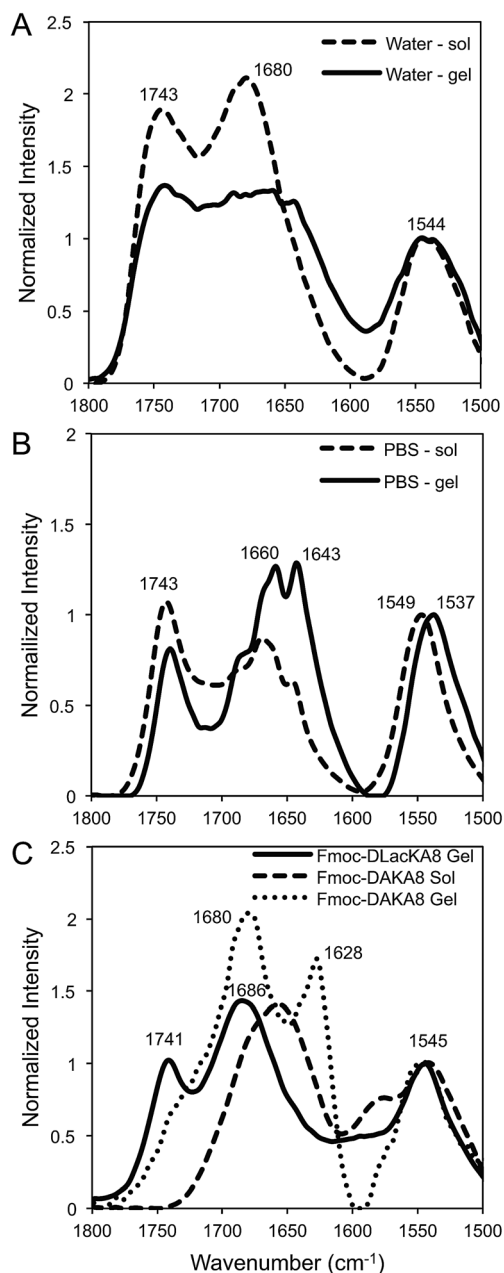 A
Normalized Intensity
2.5
2
1.5
1
0.5
0
1743
1680
1544
Water - sol
Water - gel
1800 1750 1700 1650 1600 1550 1500
B
Normailized Intensity
2
1.5
1
0.5
0
1743
1660
1643
1549
1537
PBS - sol
PBS - gel
1800 1750 1700 1650 1600 1550 1500
C
Normalized Intensity
2.5
2
1.5
1
0.5
0
Fmoc-DLacKA8 Gel
Fmoc-DAKA8 Sol
Fmoc-DAKA8 Gel
1680
1628
1686
1741
1545
1800 1750 1700 1650 1600 1550 1500
Wavenumber (cm-1)